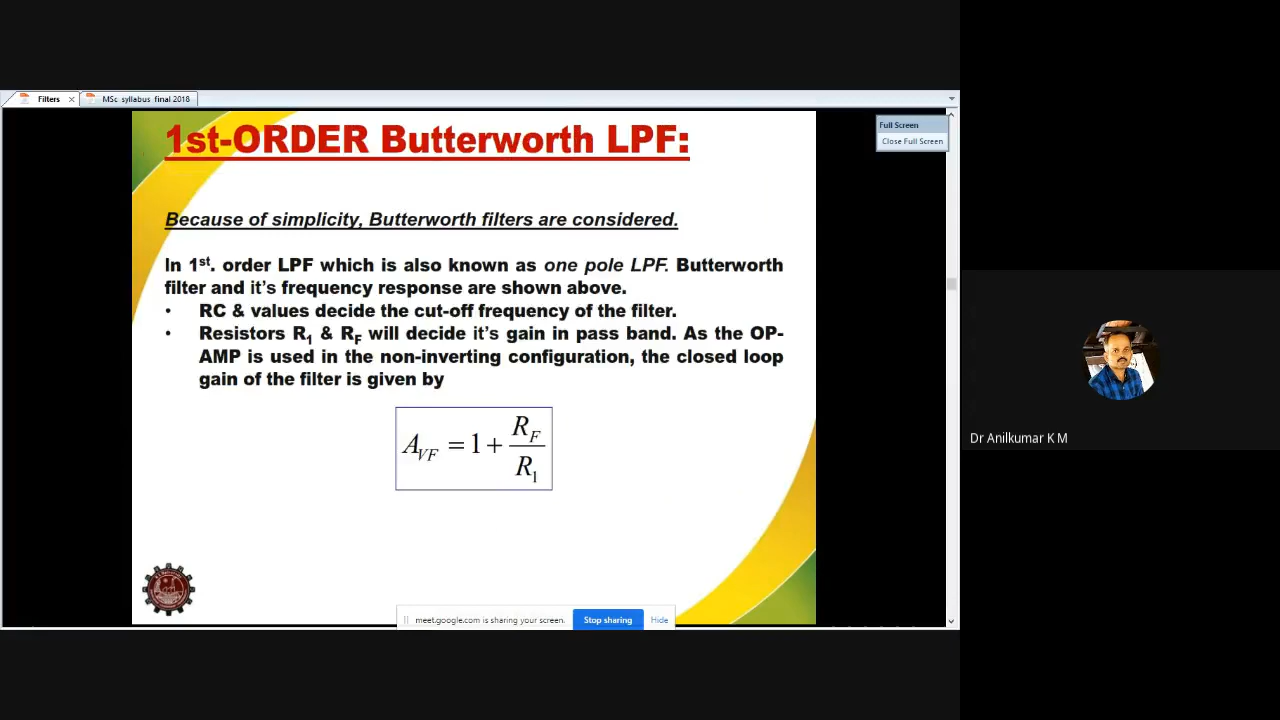 Filters
MSc syllabus final 2018
Full Screen
Close Full Screen
1st-ORDER Butterworth LPF:
Because of simplicity, Butterworth filters are considered.
In 1st. order LPF which is also known as one pole LPF. Butterworth
filter and it's frequency response are shown above.
• RC & values decide the cut-off frequency of the filter.
• Resistors R1 & RF will decide it's gain in pass band. As the OP-
AMP is used in the non-inverting configuration, the closed loop
gain of the filter is given by
A_VF = 1 + R_F / R_1
meet.google.com is sharing your screen.
Stop sharing
Hide
Dr Anilkumar K M